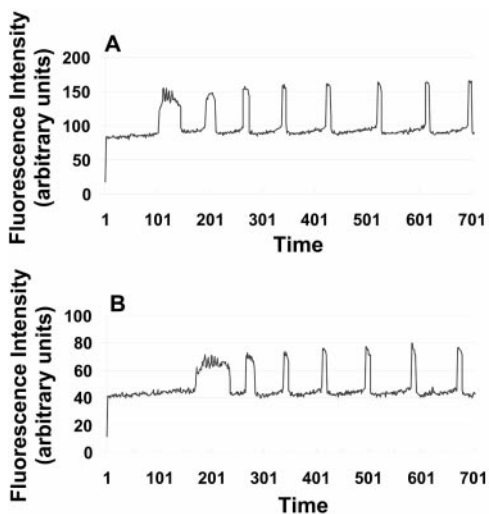 A
Fluorescence Intensity
(arbitrary units)
200
150
100
50
0
1 101 201 301 401 501 601 701
Time
B
Fluorescence Intensity
(arbitrary units)
100
80
60
40
20
0
1 101 201 301 401 501 601 701
Time